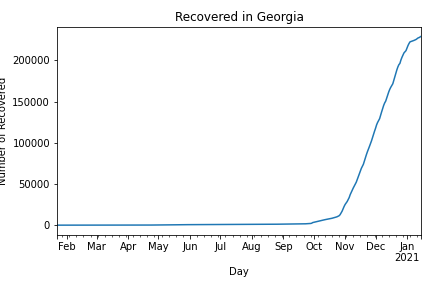 Recovered in Georgia
Number of Recovered
200000
150000
100000
50000
0
Feb Mar Apr May Jun Jul Aug Sep Oct Nov Dec Jan
2021
Day